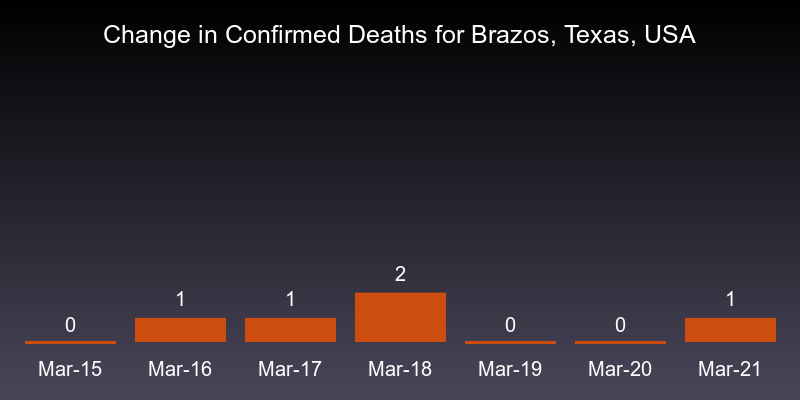 Change in Confirmed Deaths for Brazos, Texas, USA
0 1 1 2 0 0 1
Mar-15 Mar-16 Mar-17 Mar-18 Mar-19 Mar-20 Mar-21